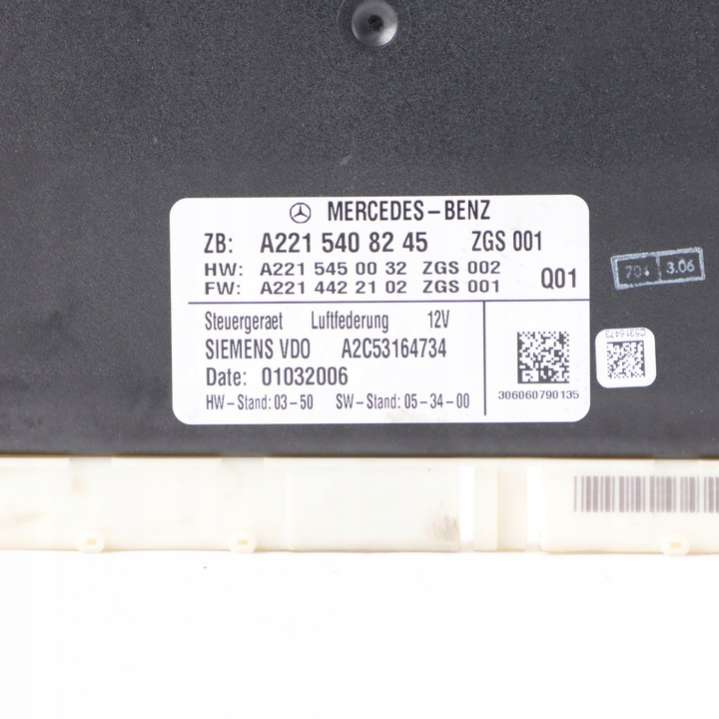 MERCEDES-BENZ
ZB: A221 540 82 45 ZGS 001
HW: A221 545 00 32 ZGS 002
FW: A221 442 21 02 ZGS 001
Q01
Steuergeraet Luftfederung 12V
SIEMENS VDO A2C53164734
Date: 01032006
HW-Stand: 03-50 SW-Stand: 05-34-00
306060790135
3.06